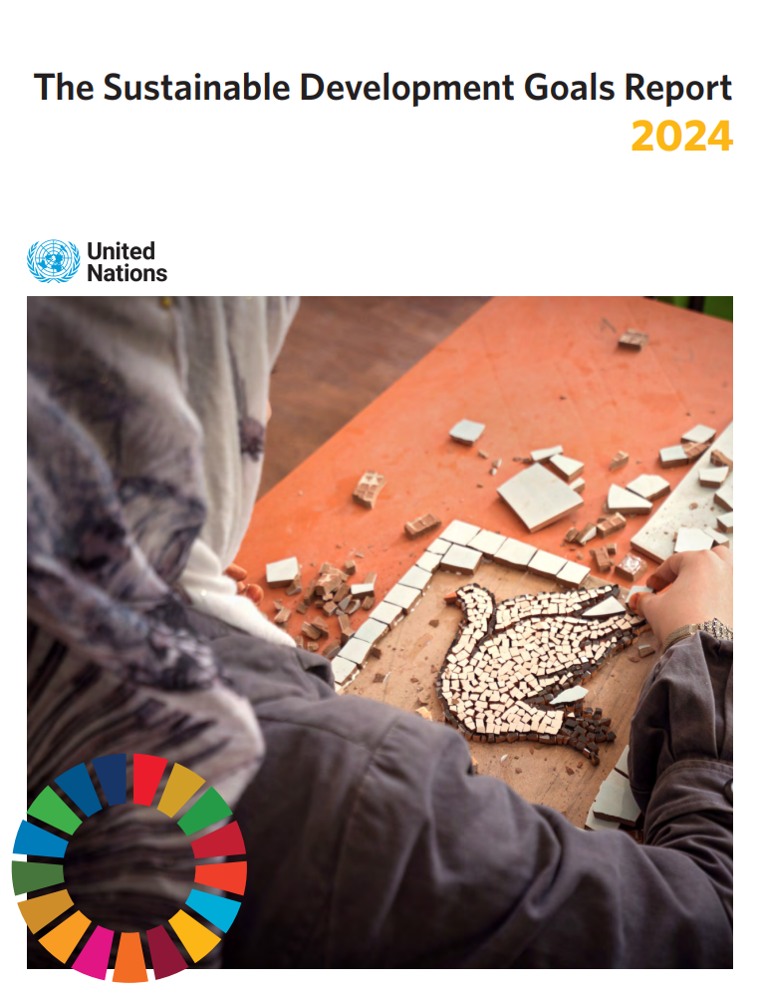 The Sustainable Development Goals Report
2024
United
Nations